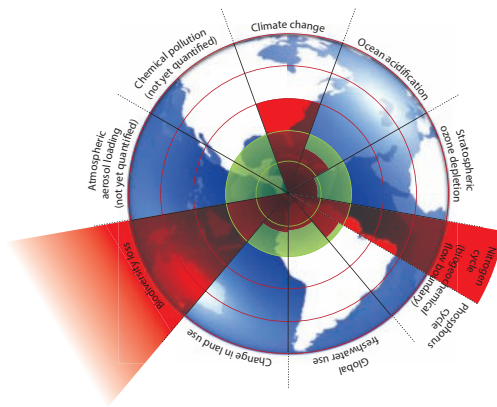 Climate change
Ocean acidification
Stratospheric
ozone depletion
Nitrogen
cycle
(biogeochemical
flow boundary)
Phosphorus
cycle
Global
freshwater use
Change in land use
Biodiversity loss
Atmospheric
aerosol loading
(not yet quantified)
Chemical pollution
(not yet quantified)